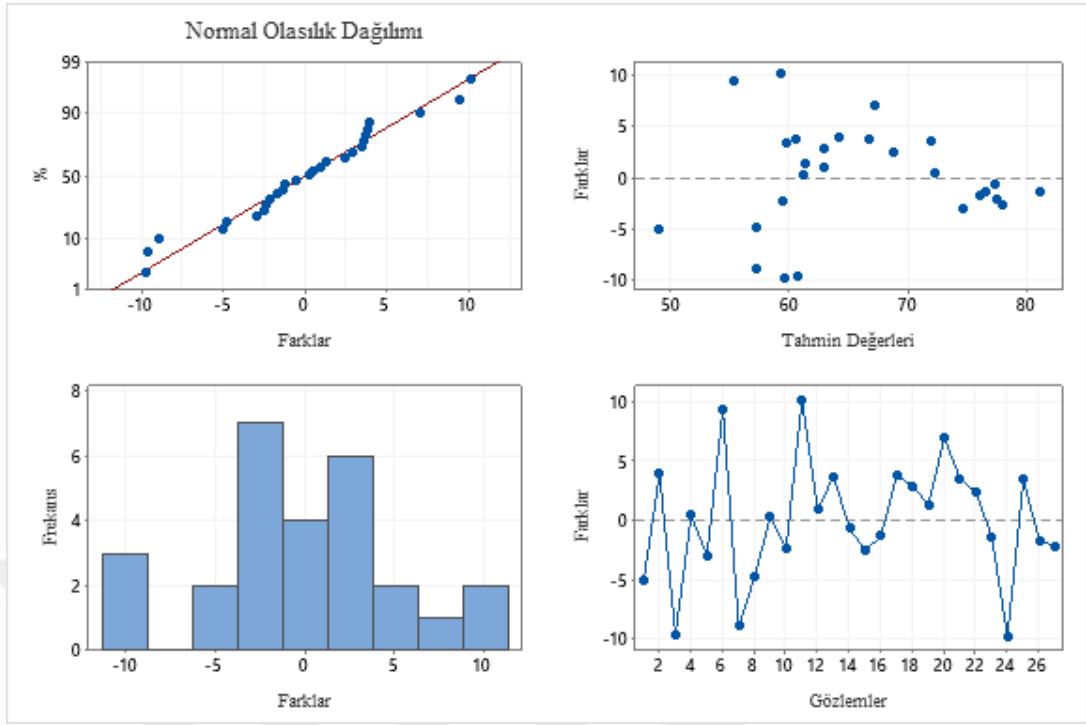 Normal Olasılık Dağılımı
99
90
50
10
1
%
-10 -5 0 5 10
Farklar
10
5
0
-5
-10
Farklar
50 60 70 80
Tahmin Değerleri
8
6
4
2
0
Frekans
-10 -5 0 5 10
Farklar
10
5
0
-5
-10
Farklar
2 4 6 8 10 12 14 16 18 20 22 24 26
Gözlemler